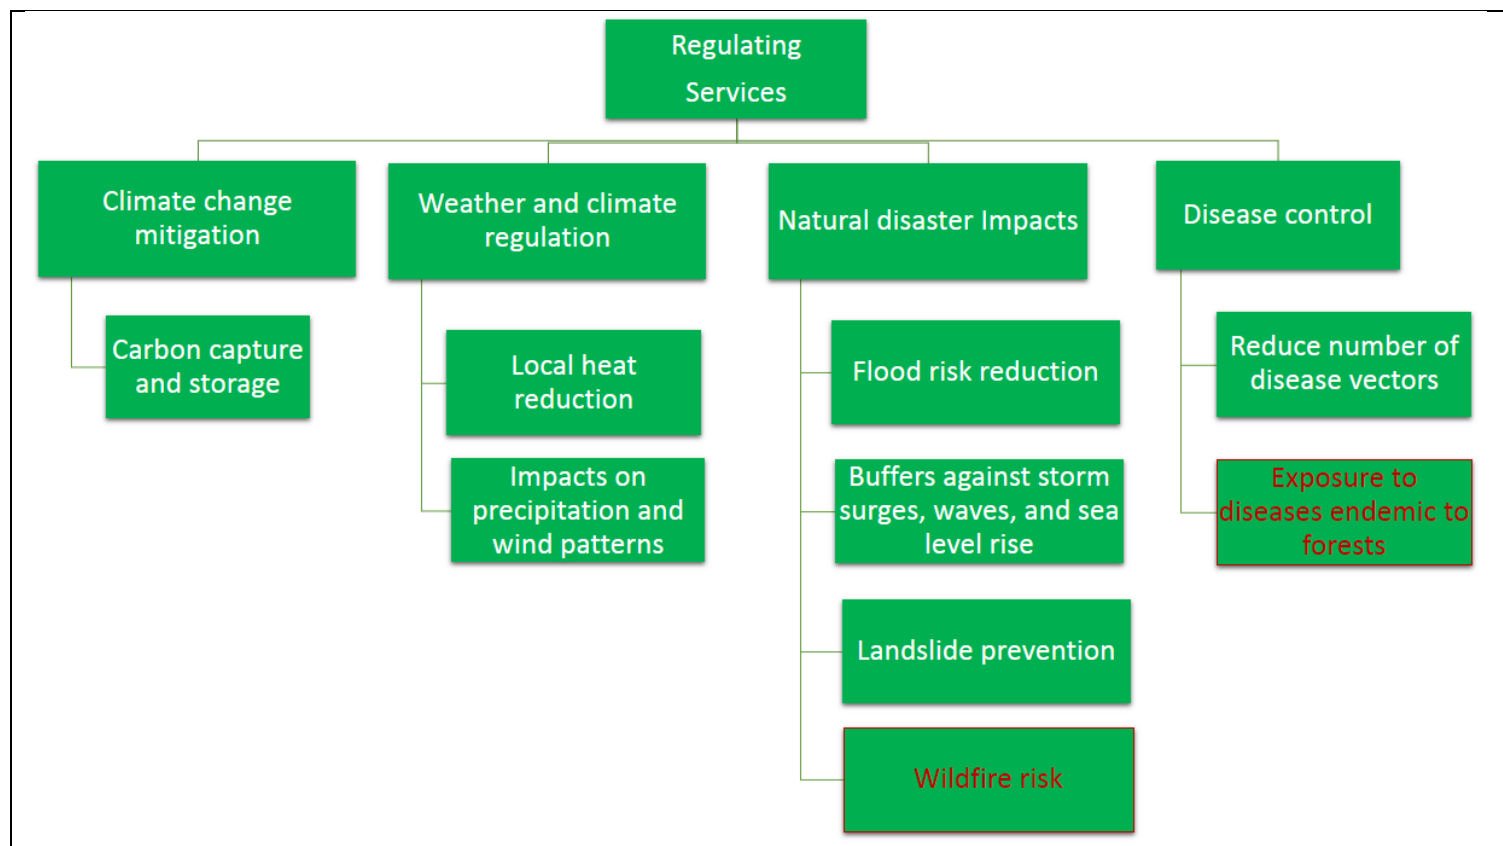 Regulating
Services
Climate change
mitigation
Carbon capture
and storage
Weather and climate
regulation
Local heat
reduction
Impacts on
precipitation and
wind patterns
Natural disaster Impacts
Flood risk reduction
Buffers against storm
surges, waves, and sea
level rise
Landslide prevention
Wildfire risk
Disease control
Reduce number of
disease vectors
Exposure to
diseases endemic to
forests